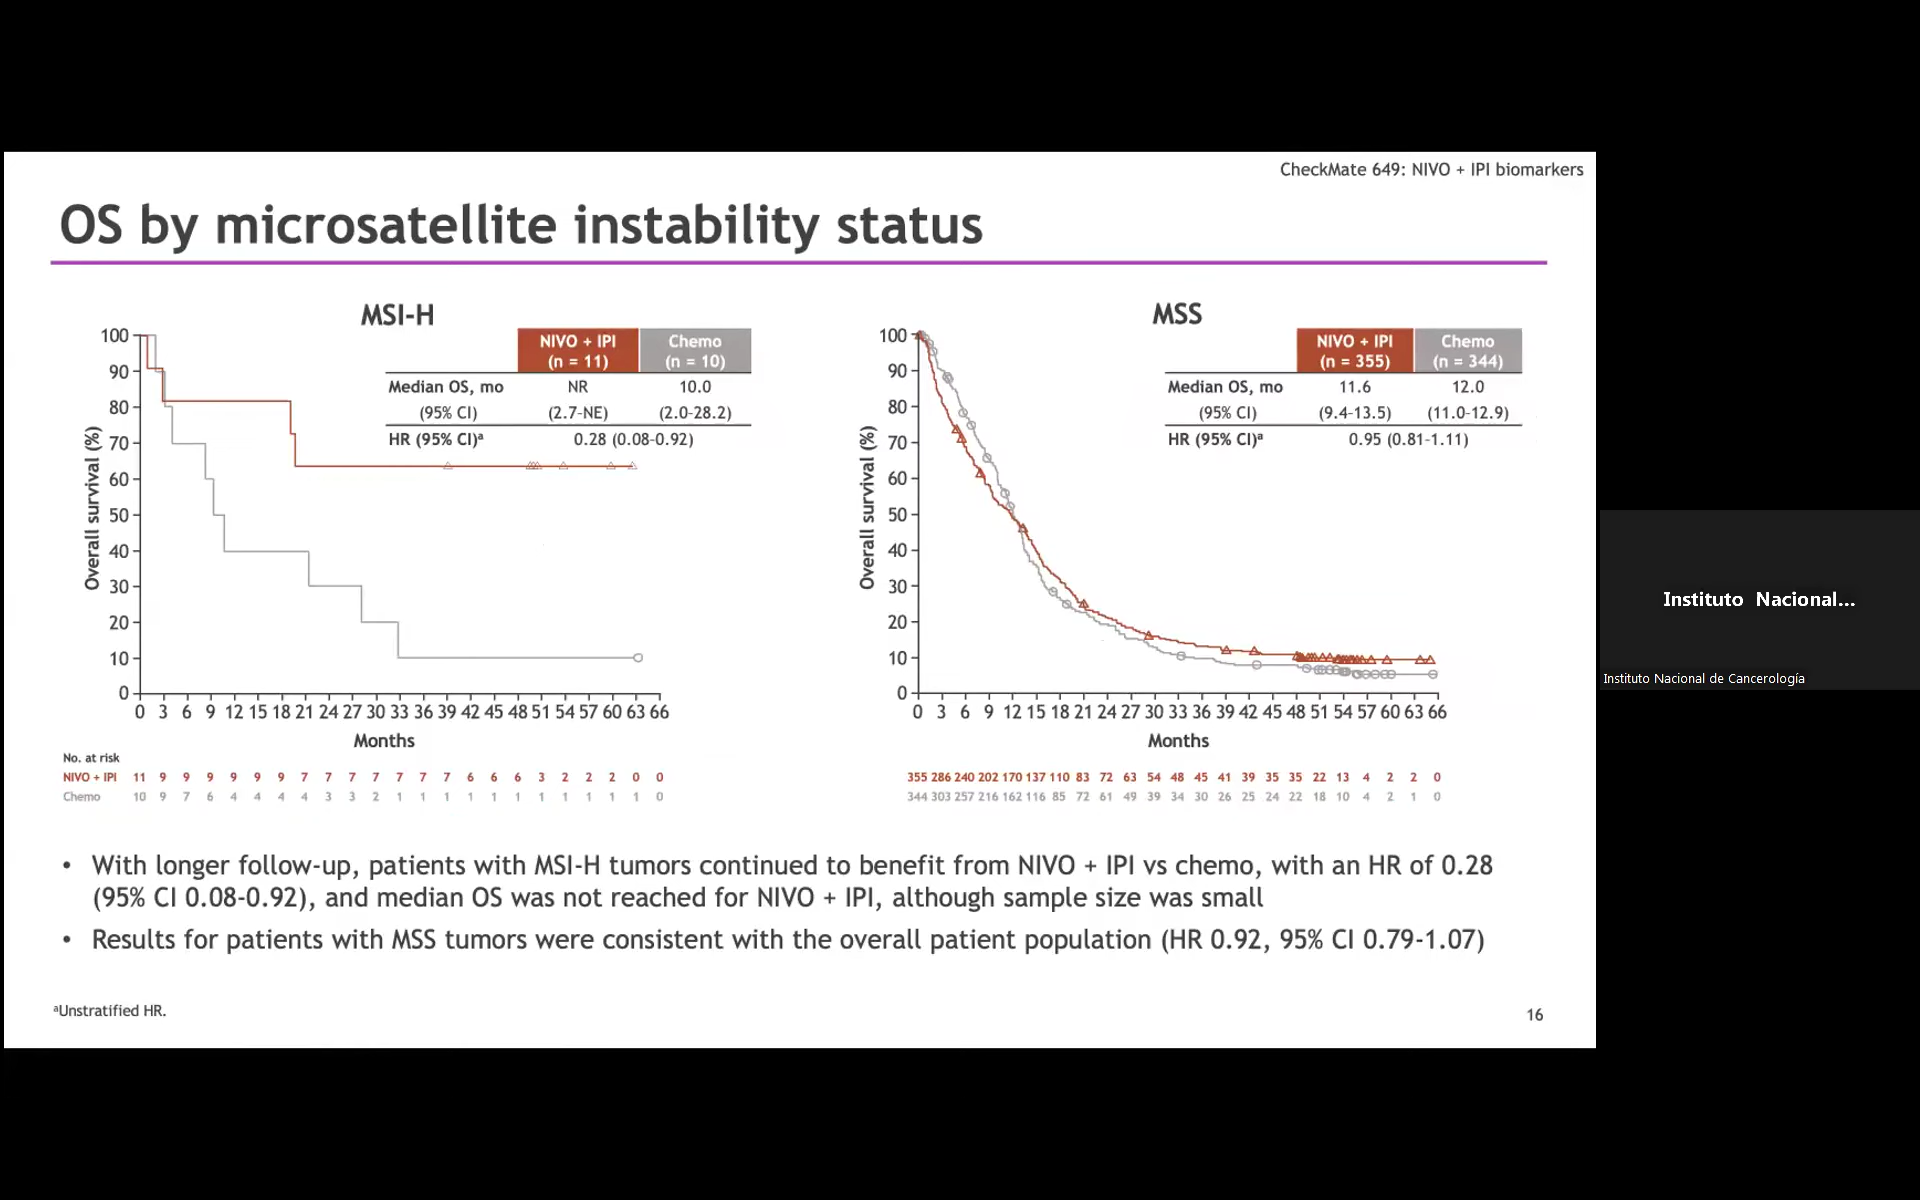 CheckMate 649: NIVO + IPI biomarkers
OS by microsatellite instability status
MSI-H
NIVO + IPI Chemo
(n = 11) (n = 10)
Median OS, mo NR 10.0
(95% CI) (2.7-NE) (2.0-28.2)
HR (95% CI)ᵃ 0.28 (0.08-0.92)
Overall survival (%)
100
90
80
70
60
50
40
30
20
10
0
0 3 6 9 12 15 18 21 24 27 30 33 36 39 42 45 48 51 54 57 60 63 66
Months
No. at risk
NIVO + IPI 11 9 9 9 9 9 9 7 7 7 7 7 7 7 6 6 6 3 2 2 2 0 0
Chemo 10 9 7 6 4 4 4 4 3 3 2 1 1 1 1 1 1 1 1 1 1 1 0
MSS
NIVO + IPI Chemo
(n = 355) (n = 344)
Median OS, mo 11.6 12.0
(95% CI) (9.4-13.5) (11.0-12.9)
HR (95% CI)ᵃ 0.95 (0.81-1.11)
Overall survival (%)
100
90
80
70
60
50
40
30
20
10
0
0 3 6 9 12 15 18 21 24 27 30 33 36 39 42 45 48 51 54 57 60 63 66
Months
355 286 240 202 170 137 110 83 72 63 54 48 45 41 39 35 35 22 13 4 2 2 0
344 303 257 216 162 116 85 72 61 49 39 34 30 26 25 24 22 18 10 4 2 1 0
• With longer follow-up, patients with MSI-H tumors continued to benefit from NIVO + IPI vs chemo, with an HR of 0.28
(95% CI 0.08-0.92), and median OS was not reached for NIVO + IPI, although sample size was small
• Results for patients with MSS tumors were consistent with the overall patient population (HR 0.92, 95% CI 0.79-1.07)
ᵃUnstratified HR.
16
Instituto Nacional...
Instituto Nacional de Cancerología